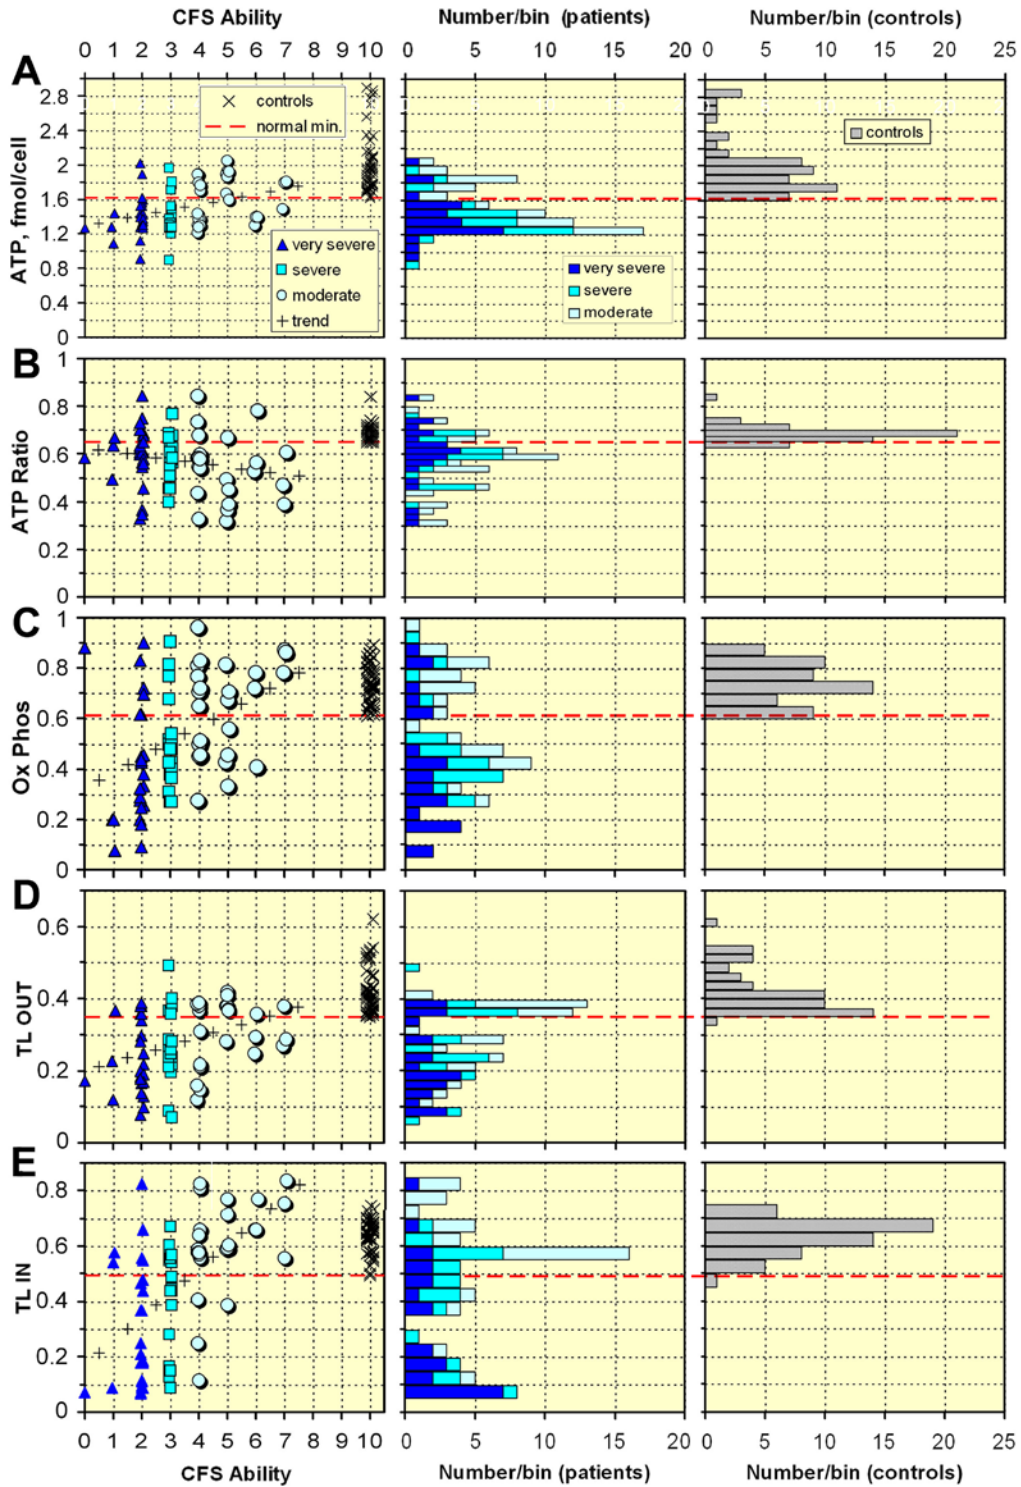 CFS Ability Number/bin (patients) Number/bin (controls)
0 1 2 3 4 5 6 7 8 9 10 0 5 10 15 20 0 5 10 15 20 25
A
ATP, fmol/cell
2.8
2.4
2
1.6
1.2
0.8
0.4
0
controls
normal min.
very severe
severe
moderate
trend
very severe
severe
moderate
controls
B
ATP Ratio
1
0.8
0.6
0.4
0.2
0
C
Ox Phos
1
0.8
0.6
0.4
0.2
0
D
TL OUT
0.6
0.4
0.2
0
E
TL IN
0.8
0.6
0.4
0.2
0
0 1 2 3 4 5 6 7 8 9 10 0 5 10 15 20 0 5 10 15 20 25
CFS Ability Number/bin (patients) Number/bin (controls)